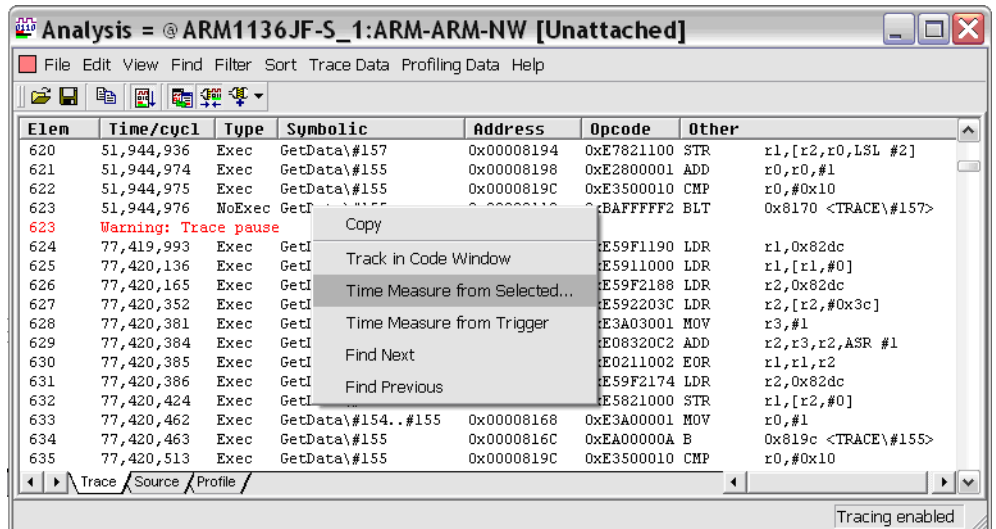 Analysis = @ARM1136JF-S_1:ARM-ARM-NW [Unattached]
File Edit View Find Filter Sort Trace Data Profiling Data Help
Elem Time/cycl Type Symbolic Address Opcode Other
620 51,944,936 Exec GetData\#157 0x00008194 0xE7821100 STR r1,[r2,r0,LSL #2]
621 51,944,974 Exec GetData\#155 0x00008198 0xE2800001 ADD r0,r0,#1
622 51,944,975 Exec GetData\#155 0x0000819C 0xE3500010 CMP r0,#0x10
623 51,944,976 NoExec BLT 0x8170 <TRACE\#157>
623 Warning: Trace pause
624 77,419,993 Exec LDR r1,0x82dc
625 77,420,136 Exec LDR r1,[r1,#0]
626 77,420,165 Exec LDR r2,0x82dc
627 77,420,352 Exec LDR r2,[r2,#0x3c]
628 77,420,381 Exec MOV r3,#1
629 77,420,384 Exec ADD r2,r3,r2,ASR #1
630 77,420,385 Exec EOR r1,r1,r2
631 77,420,386 Exec LDR r2,0x82dc
632 77,420,424 Exec STR r1,[r2,#0]
633 77,420,462 Exec GetData\#154..#155 0x00008168 0xE3A00001 MOV r0,#1
634 77,420,463 Exec GetData\#155 0x0000816C 0xEA00000A B 0x819c <TRACE\#155>
635 77,420,513 Exec GetData\#155 0x0000819C 0xE3500010 CMP r0,#0x10
Copy
Track in Code Window
Time Measure from Selected...
Time Measure from Trigger
Find Next
Find Previous
Trace Source Profile
Tracing enabled